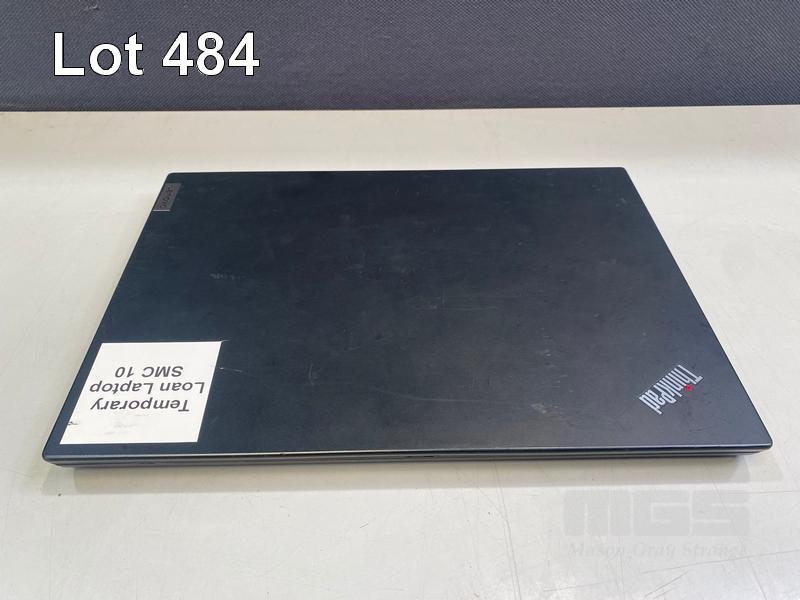 Lot 484
Lenovo
Temporary
Loan Laptop
SMC 10
ThinkPad
MGS
Mason Gray Strange